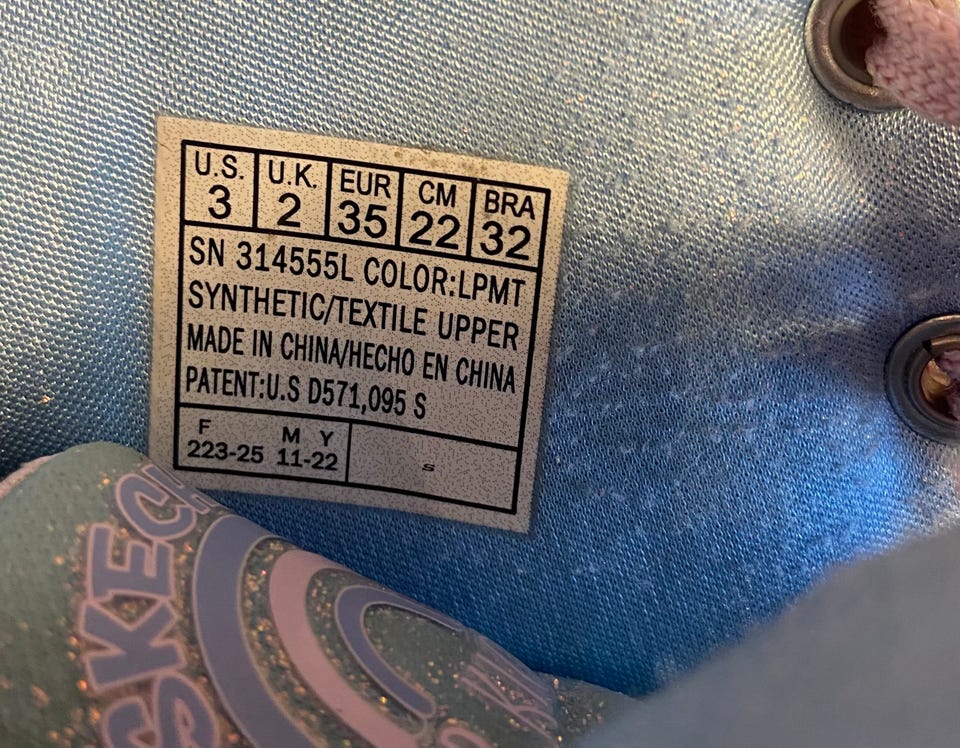 U.S. U.K. EUR CM BRA
3 2 35 22 32
SN 314555L COLOR:LPMT
SYNTHETIC/TEXTILE UPPER
MADE IN CHINA/HECHO EN CHINA
PATENT:U.S D571,095 S
F M Y
223-25 11-22 S
SKECH